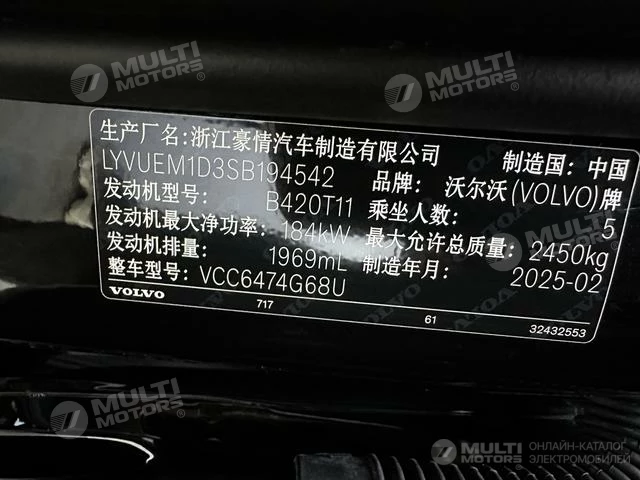 生产厂名：浙江豪情汽车制造有限公司 制造国：中国
LYVUEM1D3SB194542 品牌：沃尔沃(VOLVO)牌
发动机型号： B420T11 乘坐人数： 5
发动机最大净功率： 184kW 最大允许总质量： 2450kg
发动机排量： 1969mL 制造年月： 2025-02
整车型号： VCC6474G68U
VOLVO 717 61 32432553
MULTI MOTORS
MULTI MOTORS
MULTI MOTORS
MULTI MOTORS
MULTI MOTORS ОНЛАЙН-КАТАЛОГ ЭЛЕКТРОМОБИЛЕЙ